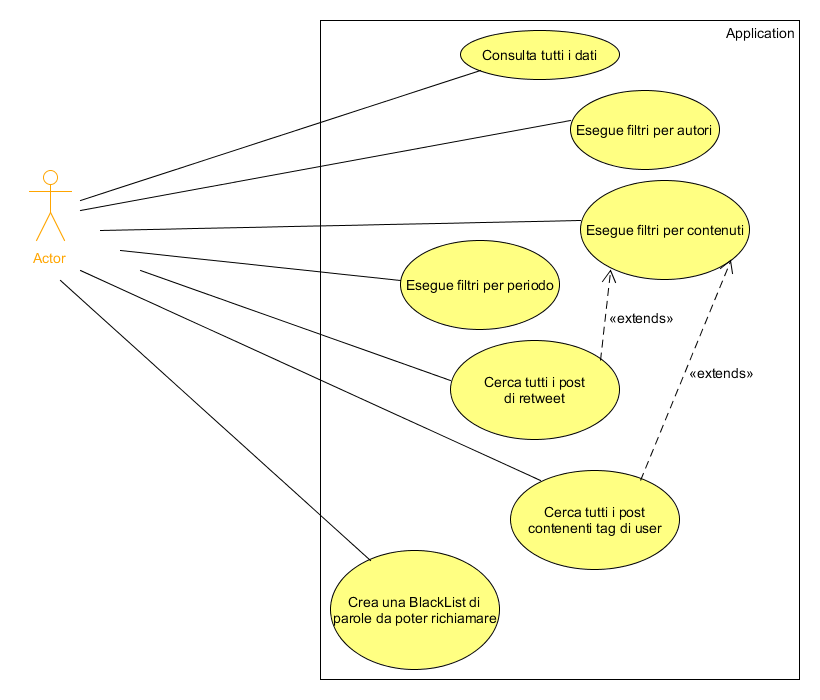 Application
Consulta tutti i dati
Esegue filtri per autori
Esegue filtri per contenuti
Actor
Esegue filtri per periodo
«extends»
«extends»
Cerca tutti i post
di retweet
Cerca tutti i post
contenenti tag di user
Crea una BlackList di
parole da poter richiamare